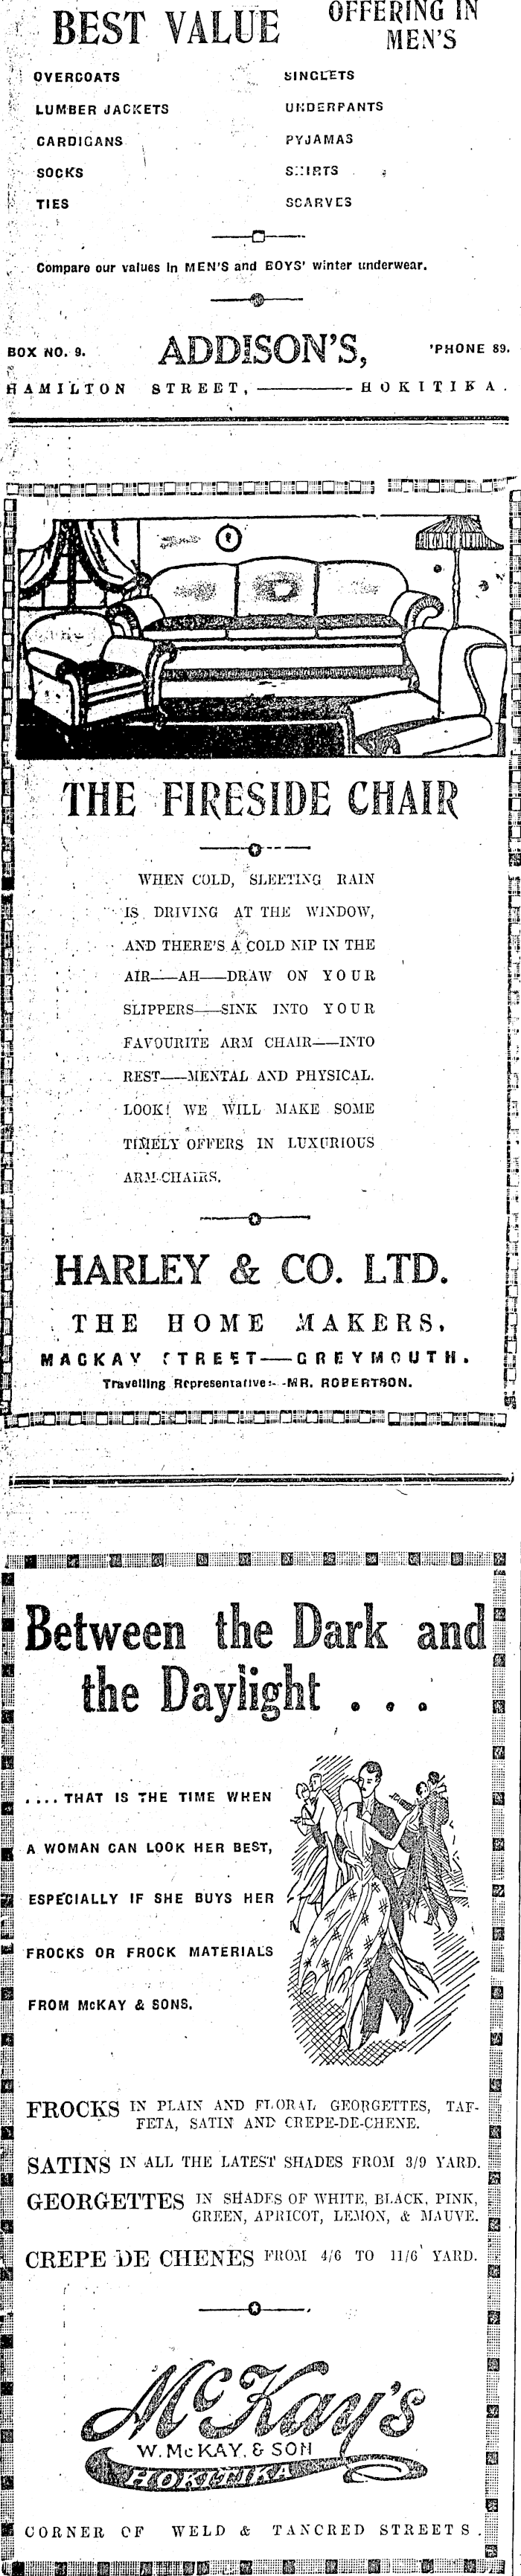 BEST VALUE
OFFERING IN
MEN'S
OVERCOATS
LUMBER JACKETS
CARDIGANS
SOCKS
TIES
SINGLETS
UNDERPANTS
PYJAMAS
SHIRTS
SCARVES
Compare our values in MEN'S and BOYS' winter underwear.
BOX NO. 9.
ADDISON'S,
'PHONE 89.
HAMILTON STREET, ——— HOKITIKA.
THE FIRESIDE CHAIR
WHEN COLD, SLEETING RAIN
IS DRIVING AT THE WINDOW,
AND THERE'S A COLD NIP IN THE
AIR——AH——DRAW ON YOUR
SLIPPERS——SINK INTO YOUR
FAVOURITE ARM CHAIR——INTO
REST——MENTAL AND PHYSICAL.
LOOK! WE WILL MAKE SOME
TIMELY OFFERS IN LUXURIOUS
ARM-CHAIRS.
HARLEY & CO. LTD.
THE HOME MAKERS.
MACKAY STREET——GREYMOUTH.
Travelling Representative:--MR. ROBERTSON.
Between the Dark and
the Daylight . . .
.... THAT IS THE TIME WHEN
A WOMAN CAN LOOK HER BEST,
ESPECIALLY IF SHE BUYS HER
FROCKS OR FROCK MATERIALS
FROM McKAY & SONS.
FROCKS IN PLAIN AND FLORAL GEORGETTES, TAF-
FETA, SATIN AND CREPE-DE-CHENE.
SATINS IN ALL THE LATEST SHADES FROM 3/9 YARD.
GEORGETTES IN SHADES OF WHITE, BLACK, PINK,
GREEN, APRICOT, LEMON, & MAUVE.
CREPE DE CHENES FROM 4/6 TO 11/6 YARD.
McKay's
W. McKAY. & SON
HOKITIKA
CORNER OF WELD & TANCRED STREETS.